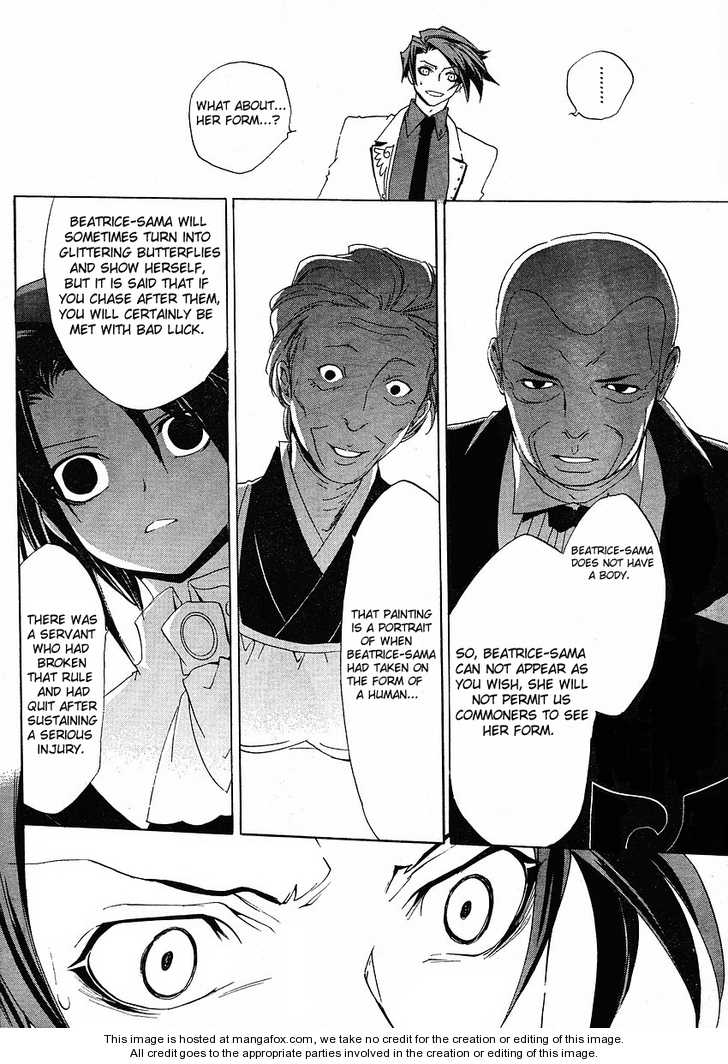 .......
WHAT ABOUT...
HER FORM...?
BEATRICE-SAMA
DOES NOT HAVE
A BODY.
SO, BEATRICE-SAMA
CAN NOT APPEAR AS
YOU WISH, SHE WILL
NOT PERMIT US
COMMONERS TO SEE
HER FORM.
THAT PAINTING
IS A PORTRAIT
OF WHEN
BEATRICE-SAMA
HAD TAKEN ON
THE FORM OF
A HUMAN...
BEATRICE-SAMA WILL
SOMETIMES TURN INTO
GLITTERING BUTTERFLIES
AND SHOW HERSELF,
BUT IT IS SAID THAT IF
YOU CHASE AFTER THEM,
YOU WILL CERTAINLY BE
MET WITH BAD LUCK.
THERE WAS
A SERVANT
WHO HAD
BROKEN
THAT RULE
AND HAD
QUIT AFTER
SUSTAINING
A SERIOUS
INJURY.
This image is hosted at mangafox.com, we take no credit for the creation or editing of this image.
All credit goes to the appropriate parties involved in the creation or editing of this image.